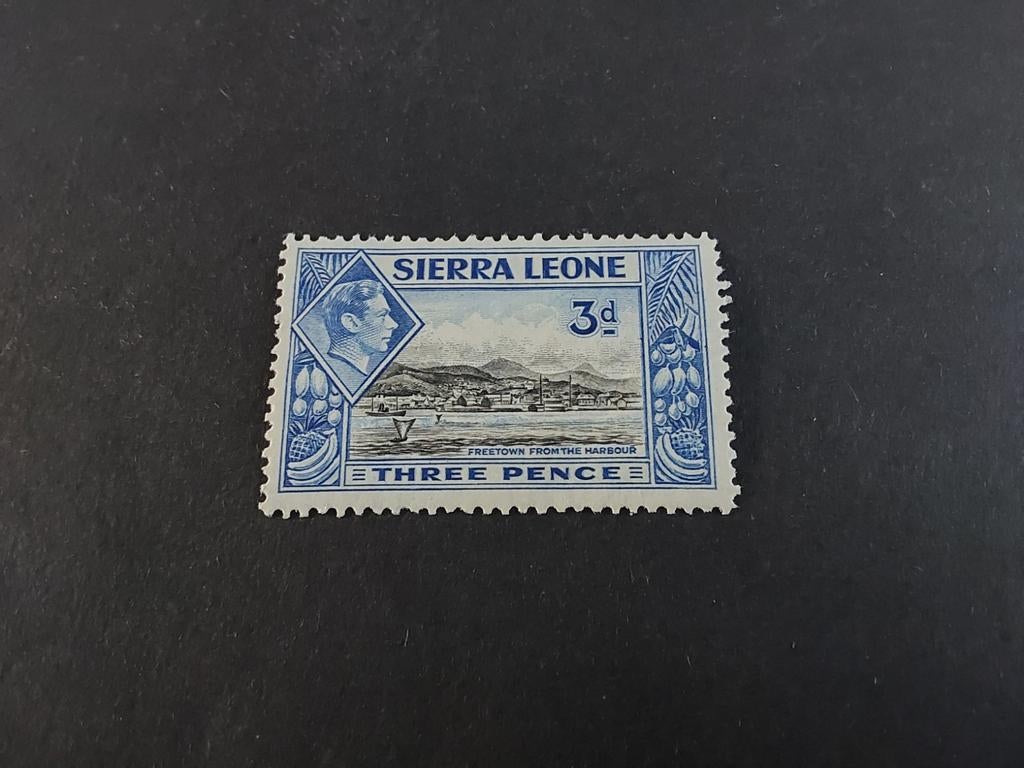 SIERRA LEONE
3d
FREETOWN FROM THE HARBOUR
THREE PENCE